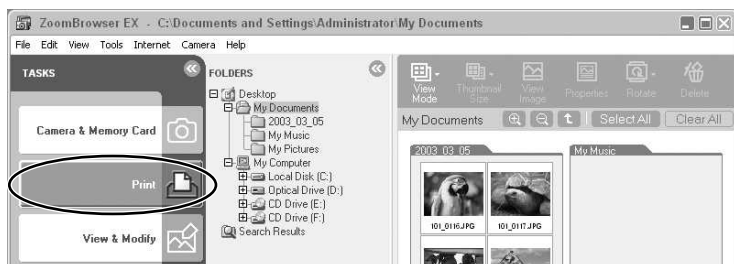 ZoomBrowser EX - C:\Documents and Settings\Administrator\My Documents
File Edit View Tools Internet Camera Help
TASKS
Camera & Memory Card
Print
View & Modify
FOLDERS
Desktop
My Documents
2003_03_05
My Music
My Pictures
My Computer
Local Disk (C:)
Optical Drive (D:)
CD Drive (E:)
CD Drive (F:)
Search Results
View Mode
Thumbnail Size
View Image
Properties
Rotate
Delete
My Documents
Select All
Clear All
2003_03_05
My Music
101_0116.JPG
101_0117.JPG